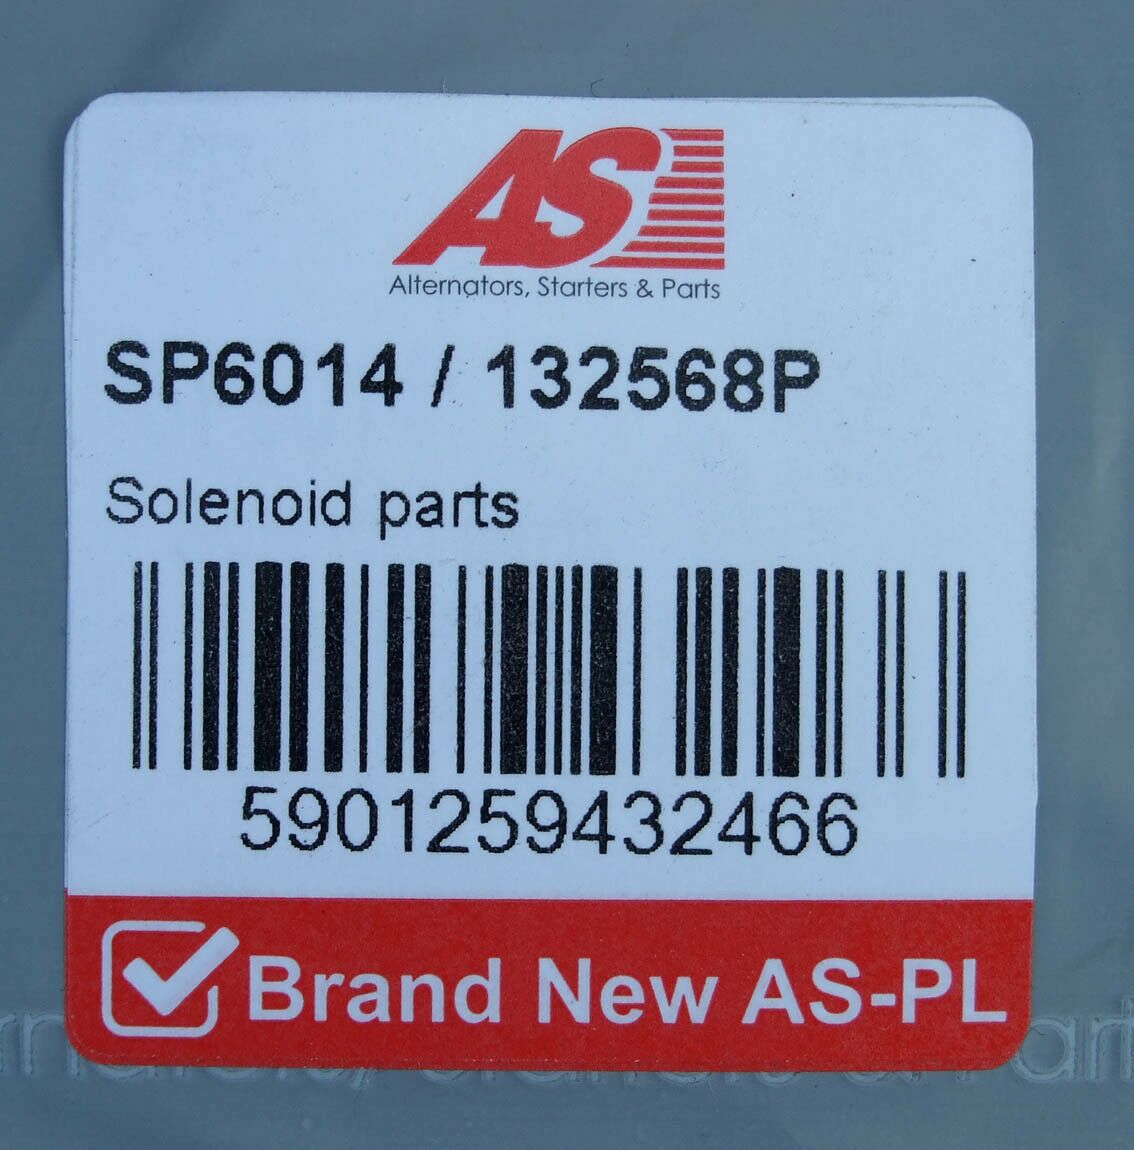 AS
Alternators, Starters & Parts
SP6014 / 132568P
Solenoid parts
5901259432466
Brand New AS-PL